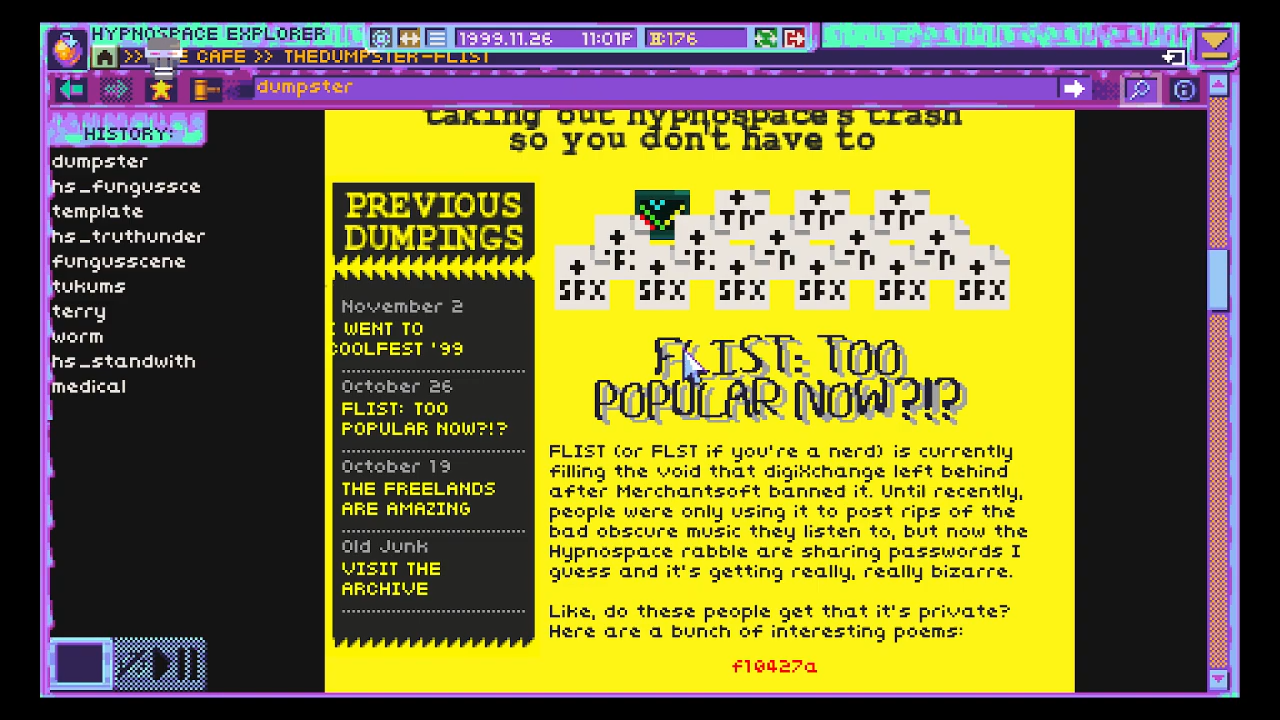 HYPNOSPACE EXPLORER
1999.11.26 11:01P 176
>> CAFE >> THEDUMPSTER-FLIST
dumpster
HISTORY:
dumpster
hs_fungussce
template
hs_truthunder
fungusscene
tukums
terry
worm
hs_standwith
medical
taking out hypnospace's trash
so you don't have to
PREVIOUS
DUMPINGS
November 2
I WENT TO
COOLFEST '99
October 26
FLIST: TOO
POPULAR NOW?!?
October 19
THE FREELANDS
ARE AMAZING
Old Junk
VISIT THE
ARCHIVE
SFX SFX SFX SFX SFX SFX
FLIST: TOO
POPULAR NOW?!?
FLIST (or FLST if you're a nerd) is currently
filling the void that digiXchange left behind
after Merchantsoft banned it. Until recently,
people were only using it to post rips of the
bad obscure music they listen to, but now the
Hypnospace rabble are sharing passwords I
guess and it's getting really, really bizarre.
Like, do these people get that it's private?
Here are a bunch of interesting poems:
f10427a